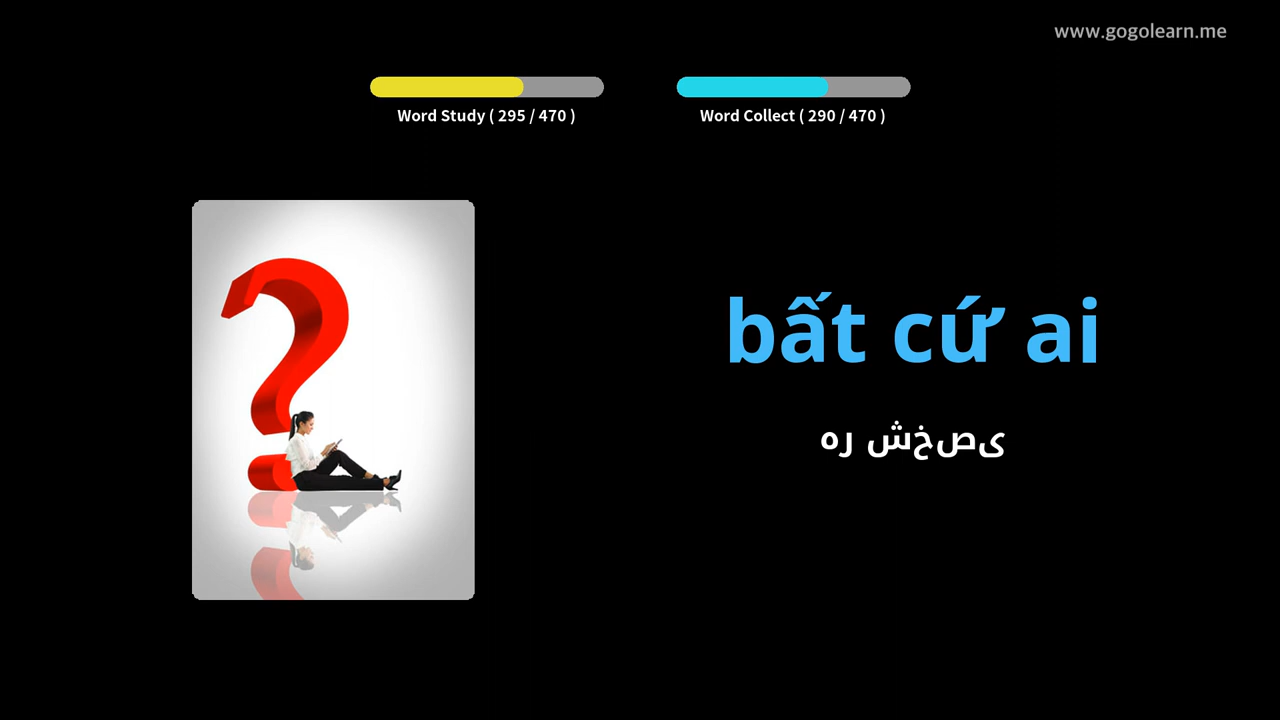 www.gogolearn.me
Word Study ( 295 / 470 )
Word Collect ( 290 / 470 )
bất cứ ai
هر شخصی